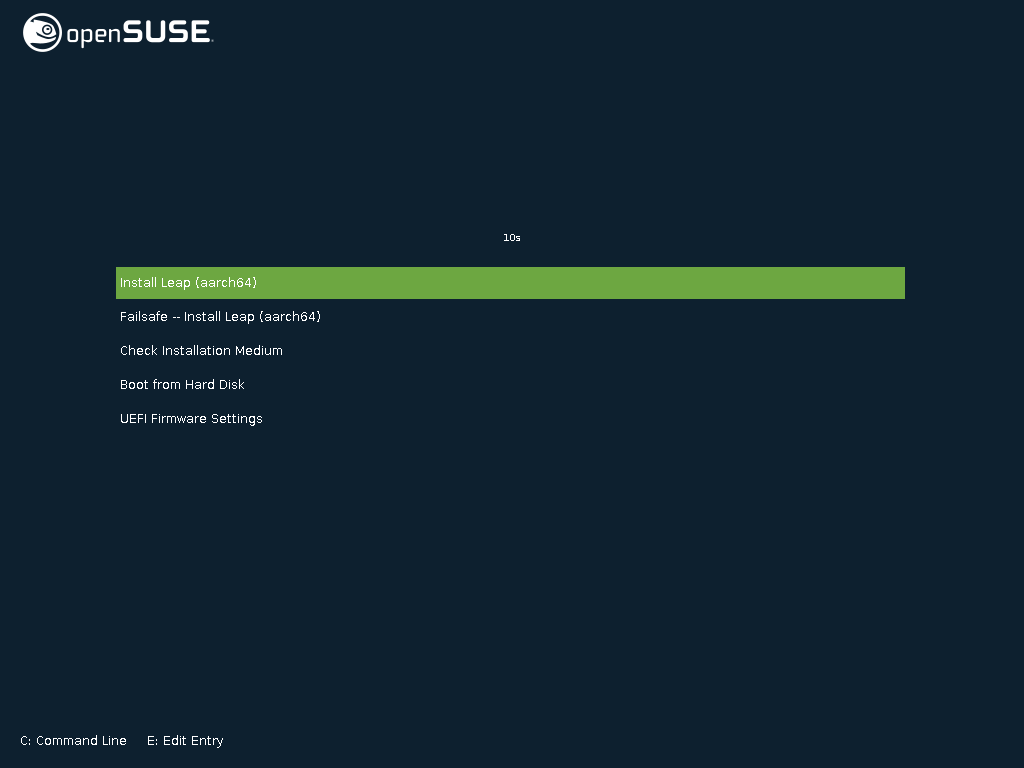 openSUSE
10s
Install Leap (aarch64)
Failsafe -- Install Leap (aarch64)
Check Installation Medium
Boot from Hard Disk
UEFI Firmware Settings
C: Command Line E: Edit Entry